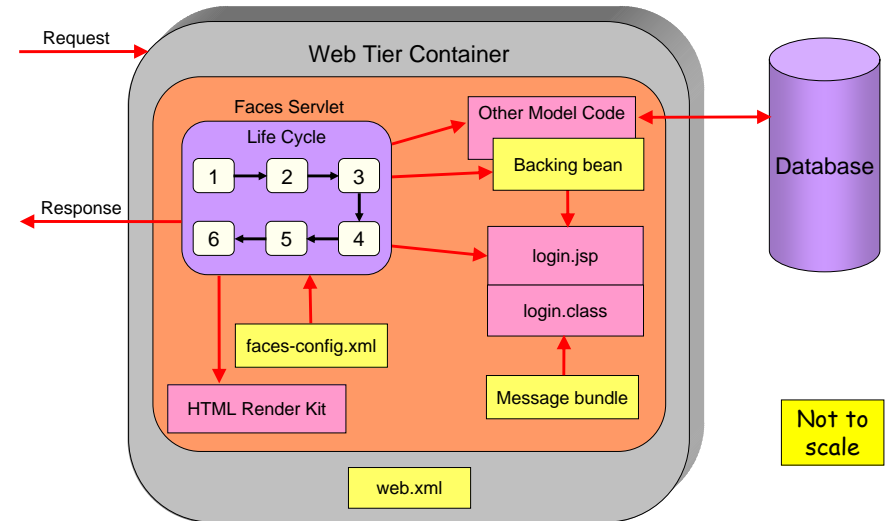 Request
Web Tier Container
Faces Servlet
Other Model Code
Life Cycle
Backing bean
1
2
3
Database
Response
6
5
4
login.jsp
login.class
faces-config.xml
Message bundle
HTML Render Kit
Not to
scale
web.xml